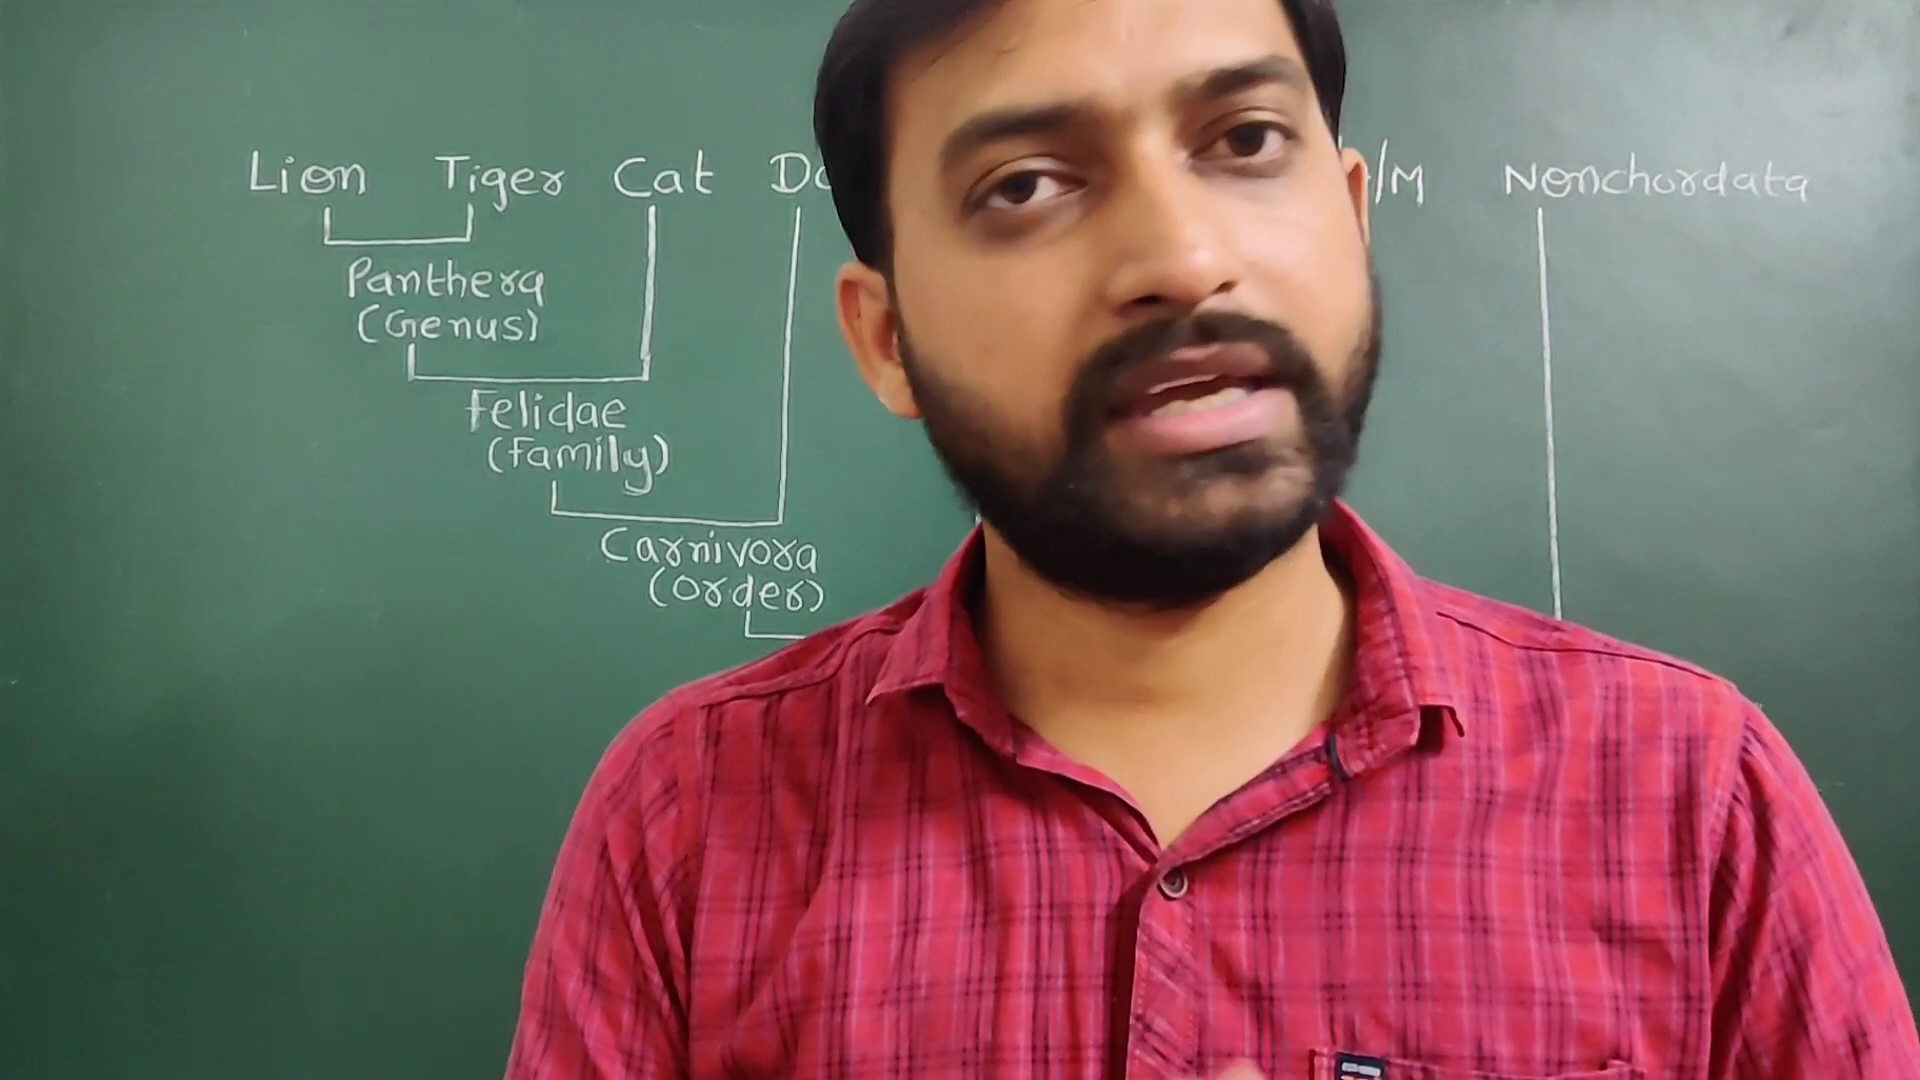 Lion Tiger Cat /M Nonchordata
Panthera
(Genus)
Felidae
(Family)
Carnivora
(Order)